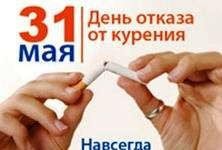 31
мая
День отказа
от курения
Навсегда